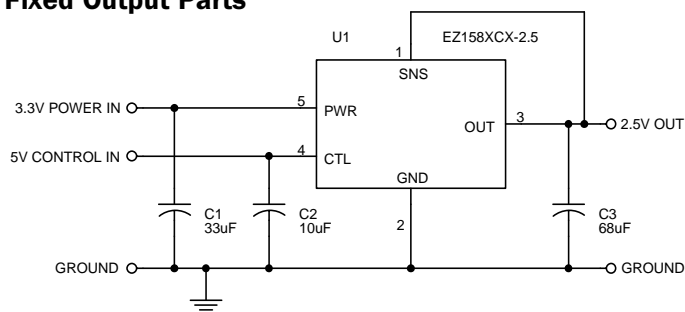 Fixed Output Parts
U1
EZ158XCX-2.5
1
SNS
3.3V POWER IN
5
PWR
OUT
3
2.5V OUT
5V CONTROL IN
4
CTL
GND
2
C1
33uF
C2
10uF
C3
68uF
GROUND
GROUND